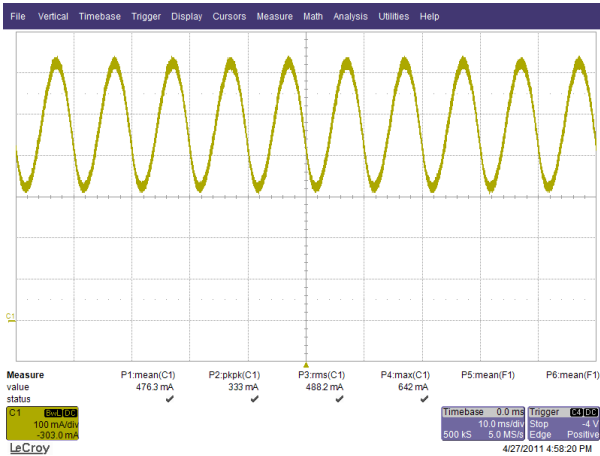 File Vertical Timebase Trigger Display Cursors Measure Math Analysis Utilities Help
C1
Measure P1:mean(C1) P2:pkpk(C1) P3:rms(C1) P4:max(C1) P5:mean(F1) P6:mean(F1)
value 476.3 mA 333 mA 488.2 mA 642 mA
status
C1 BwL DC
100 mA/div
-303.0 mA
Timebase 0.0 ms
10.0 ms/div
500 kS 5.0 MS/s
Trigger C4 DC
Stop -4 V
Edge Positive
LeCroy
4/27/2011 4:58:20 PM